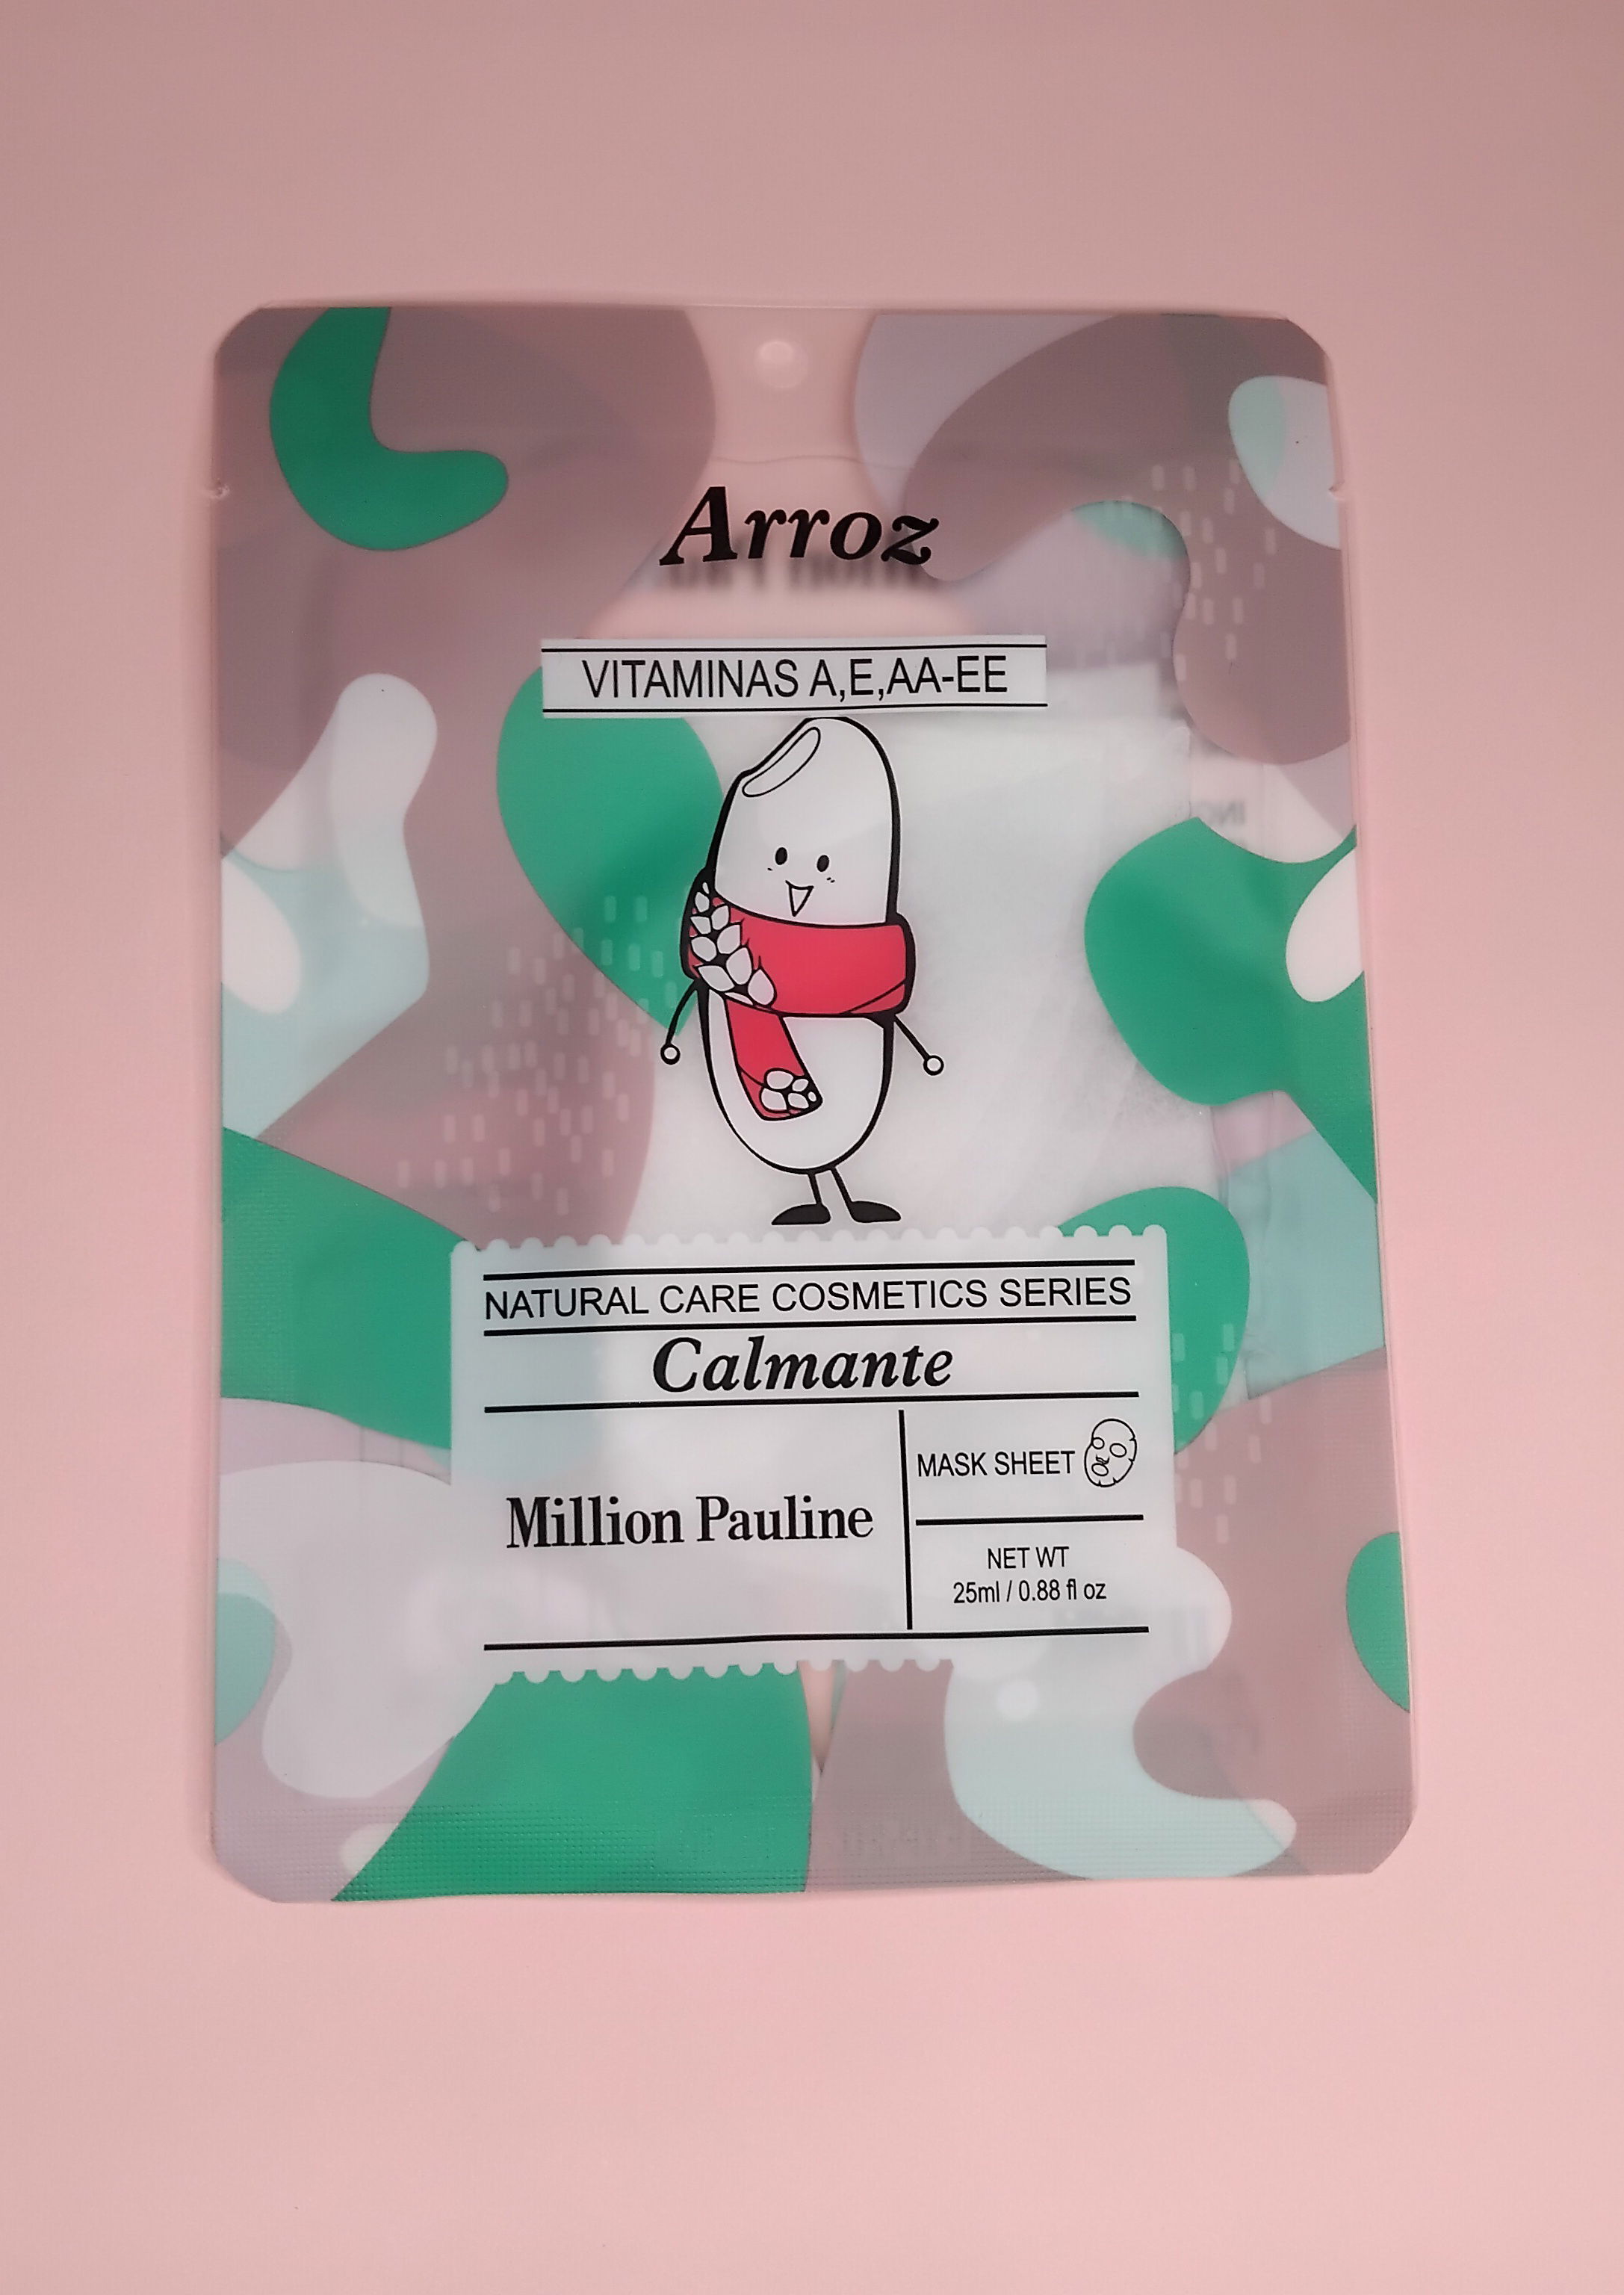 Arroz
VITAMINAS A,E,AA-EE
NATURAL CARE COSMETICS SERIES
Calmante
Million Pauline
MASK SHEET
NET WT
25ml / 0.88 fl oz